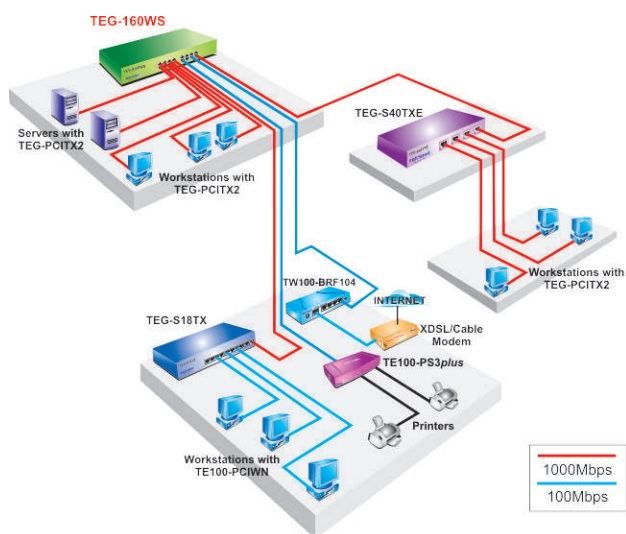 TEG-160WS
TEG-S40TXE
Servers with
TEG-PCITX2
Workstations with
TEG-PCITX2
Workstations with
TEG-PCITX2
TW100-BRF104
INTERNET
TEG-S18TX
XDSL/Cable
Modem
TE100-PS3plus
Printers
Workstations with
TE100-PCIWN
1000Mbps
100Mbps